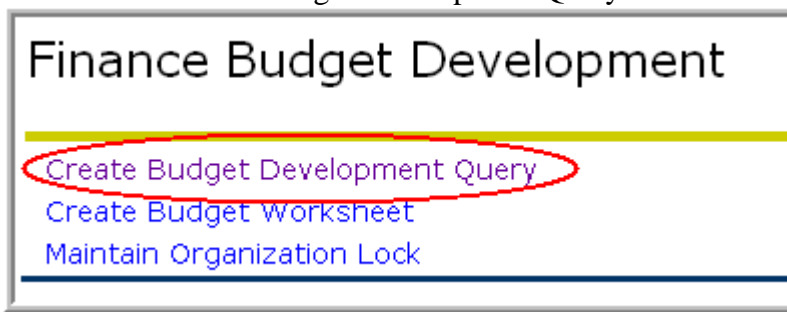 Finance Budget Development
Create Budget Development Query
Create Budget Worksheet
Maintain Organization Lock